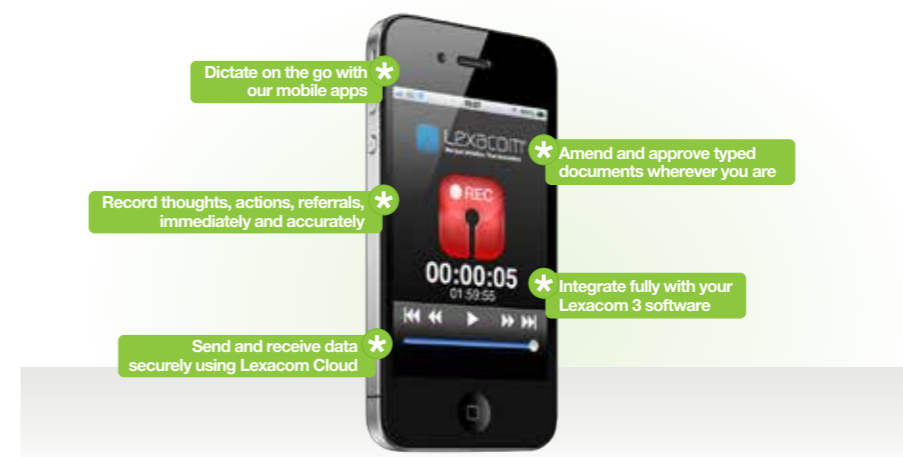 Dictate on the go with
our mobile apps
Amend and approve typed
documents wherever you are
Record thoughts, actions, referrals,
immediately and accurately
Integrate fully with your
Lexacom 3 software
Send and receive data
securely using Lexacom Cloud
Lexacom
REC
00:00:05
01:59:55